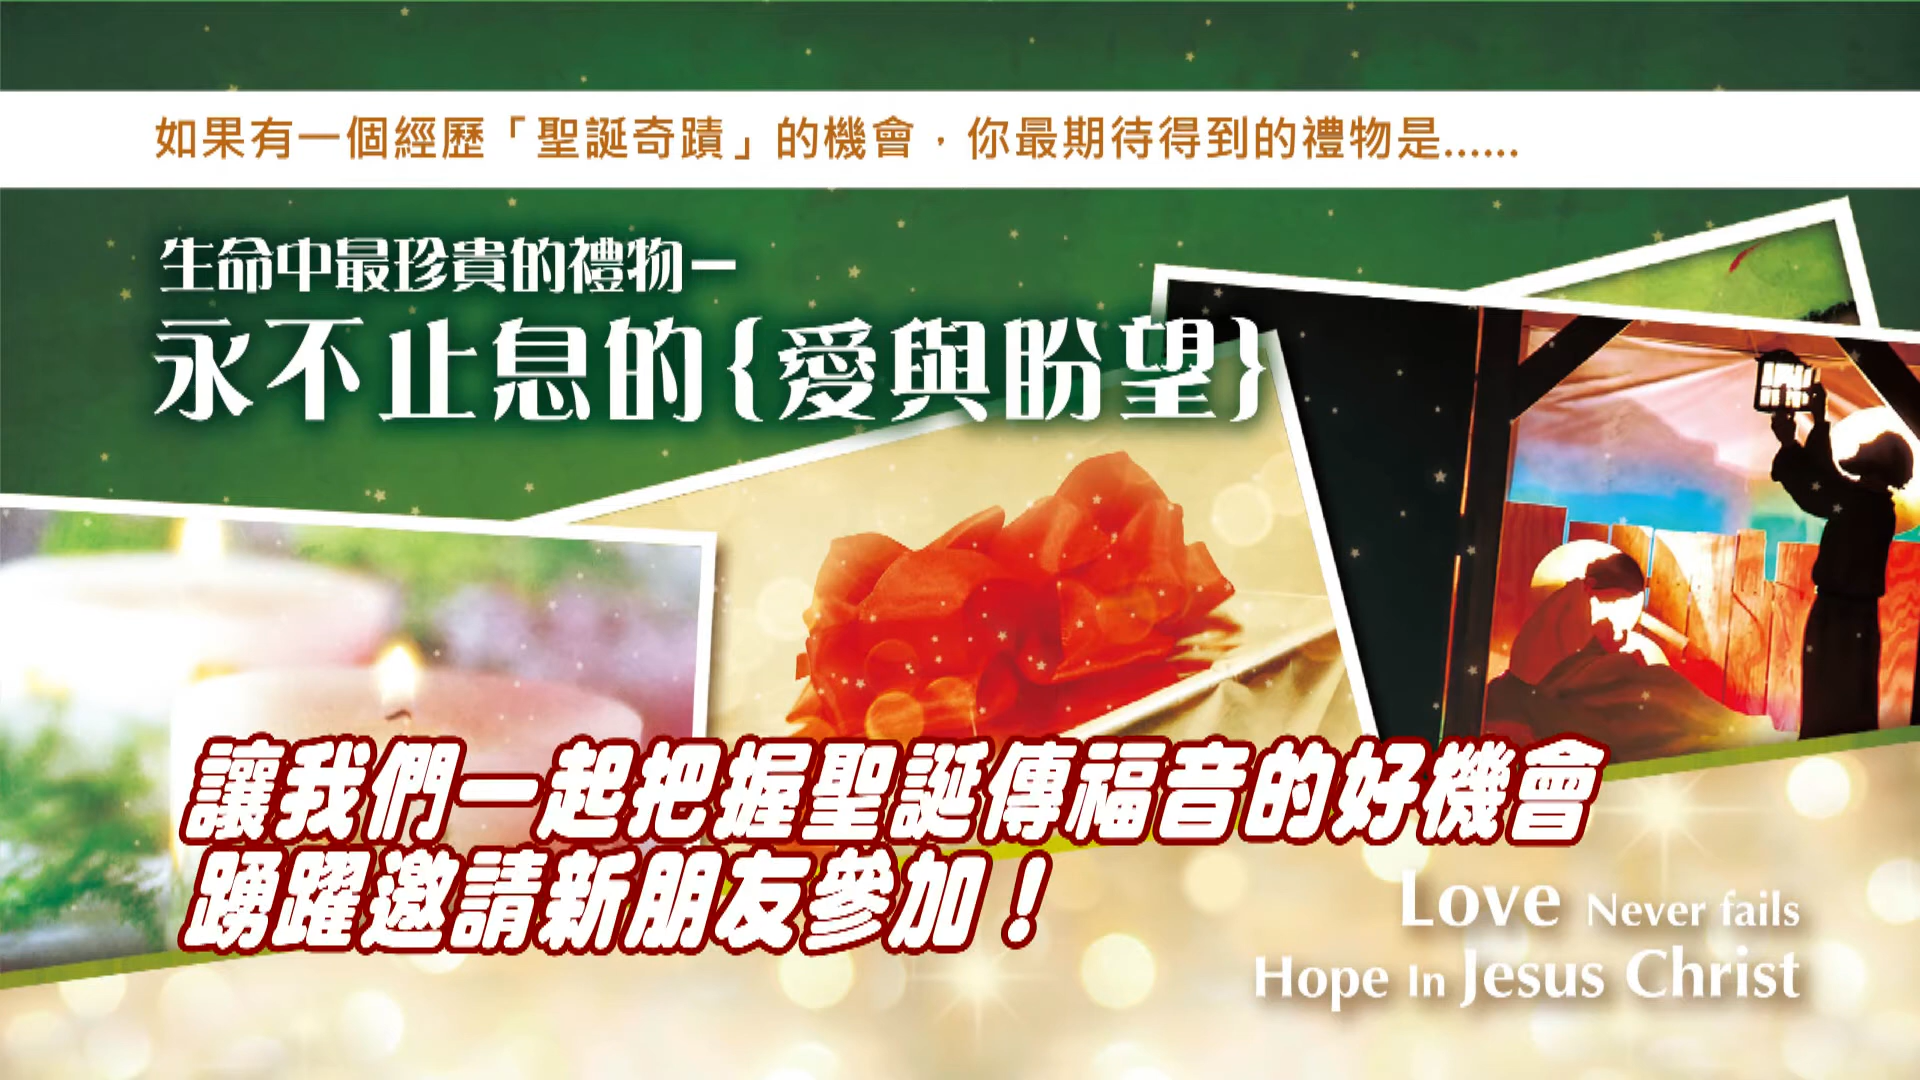 如果有一個經歷「聖誕奇蹟」的機會，你最期待得到的禮物是......
生命中最珍貴的禮物－
永不止息的{愛與盼望}
讓我們一起把握聖誕傳福音的好機會
踴躍邀請新朋友參加！
Love Never fails
Hope In Jesus Christ